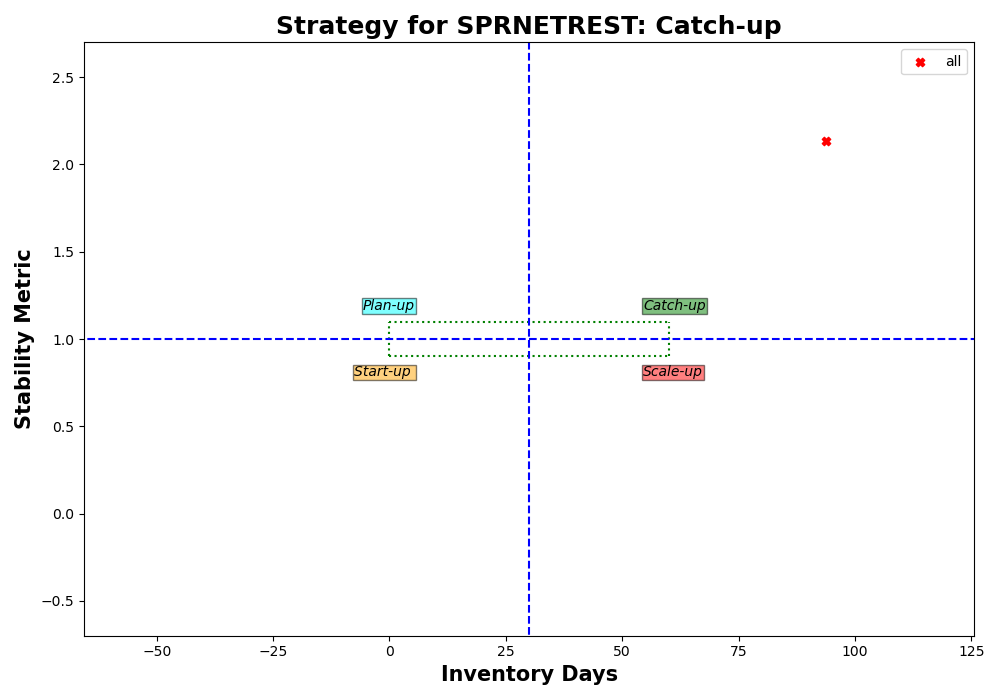 Strategy for SPRNETREST: Catch-up
all
2.5
2.0
1.5
1.0
0.5
0.0
−0.5
Stability Metric
Plan-up
Catch-up
Start-up
Scale-up
−50
−25
0
25
50
75
100
125
Inventory Days